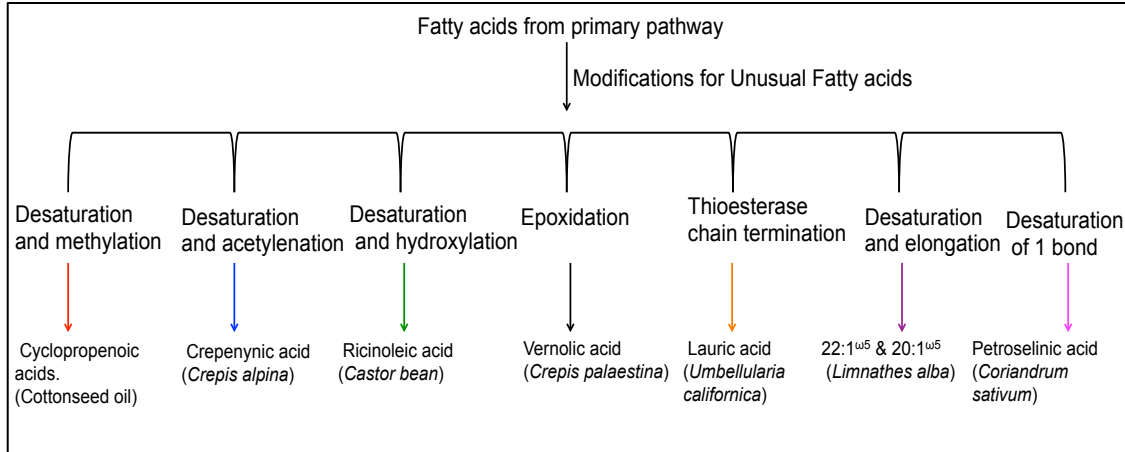 Fatty acids from primary pathway
Modifications for Unusual Fatty acids
Desaturation
and methylation
Desaturation
and acetylenation
Desaturation
and hydroxylation
Epoxidation
Thioesterase
chain termination
Desaturation
and elongation
Desaturation
of 1 bond
Cyclopropenoic
acids.
(Cottonseed oil)
Crepenynic acid
(Crepis alpina)
Ricinoleic acid
(Castor bean)
Vernolic acid
(Crepis palaestina)
Lauric acid
(Umbellularia
californica)
22:1ω5 & 20:1ω5
(Limnathes alba)
Petroselinic acid
(Coriandrum
sativum)